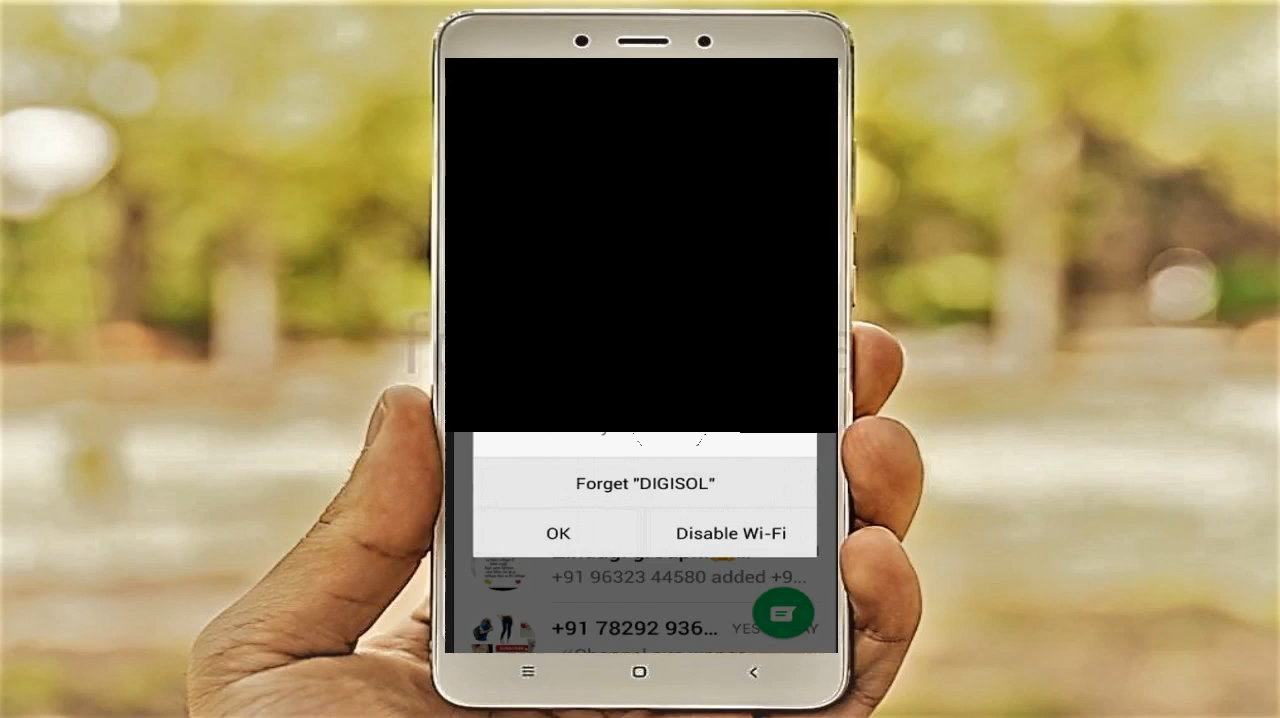 Forget "DIGISOL"
OK
Disable Wi-Fi
+91 96323 44580 added +9...
+91 78292 936...